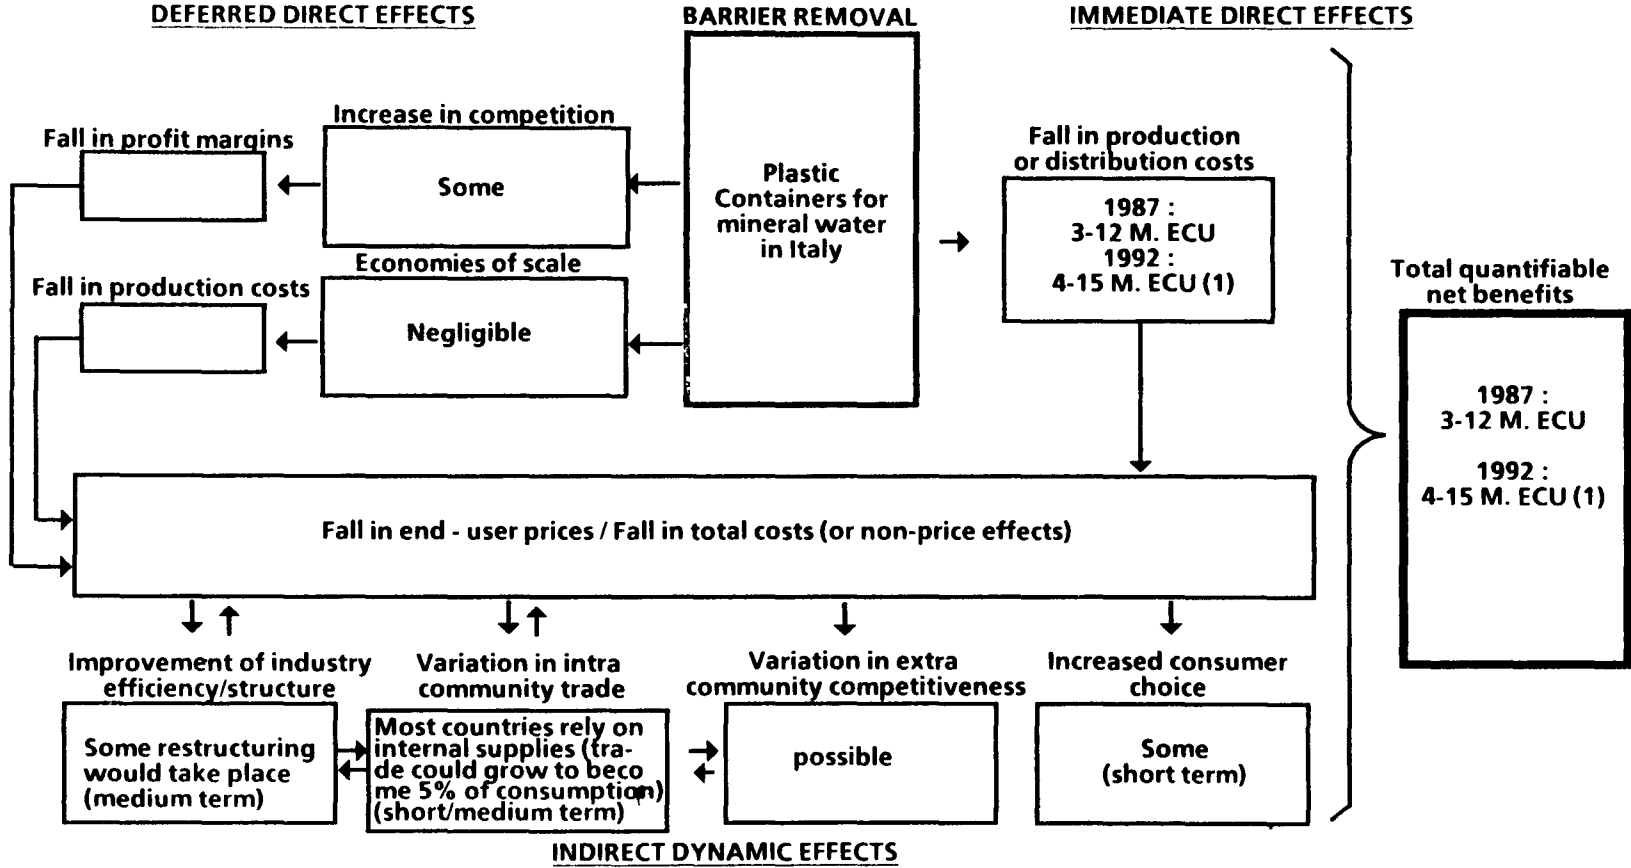 DEFERRED DIRECT EFFECTS
BARRIER REMOVAL
IMMEDIATE DIRECT EFFECTS
Increase in competition
Fall in profit margins
Some
Economies of scale
Fall in production costs
Negligible
Plastic
Containers for
mineral water
in Italy
Fall in production
or distribution costs
1987 :
3-12 M. ECU
1992 :
4-15 M. ECU (1)
Total quantifiable
net benefits
1987 :
3-12 M. ECU
1992 :
4-15 M. ECU (1)
Fall in end - user prices / Fall in total costs (or non-price effects)
Improvement of industry
efficiency/structure
Some restructuring
would take place
(medium term)
Variation in intra
community trade
Most countries rely on
internal supplies (tra-
de could grow to beco
me 5% of consumption)
(short/medium term)
Variation in extra
community competitiveness
possible
Increased consumer
choice
Some
(short term)
INDIRECT DYNAMIC EFFECTS